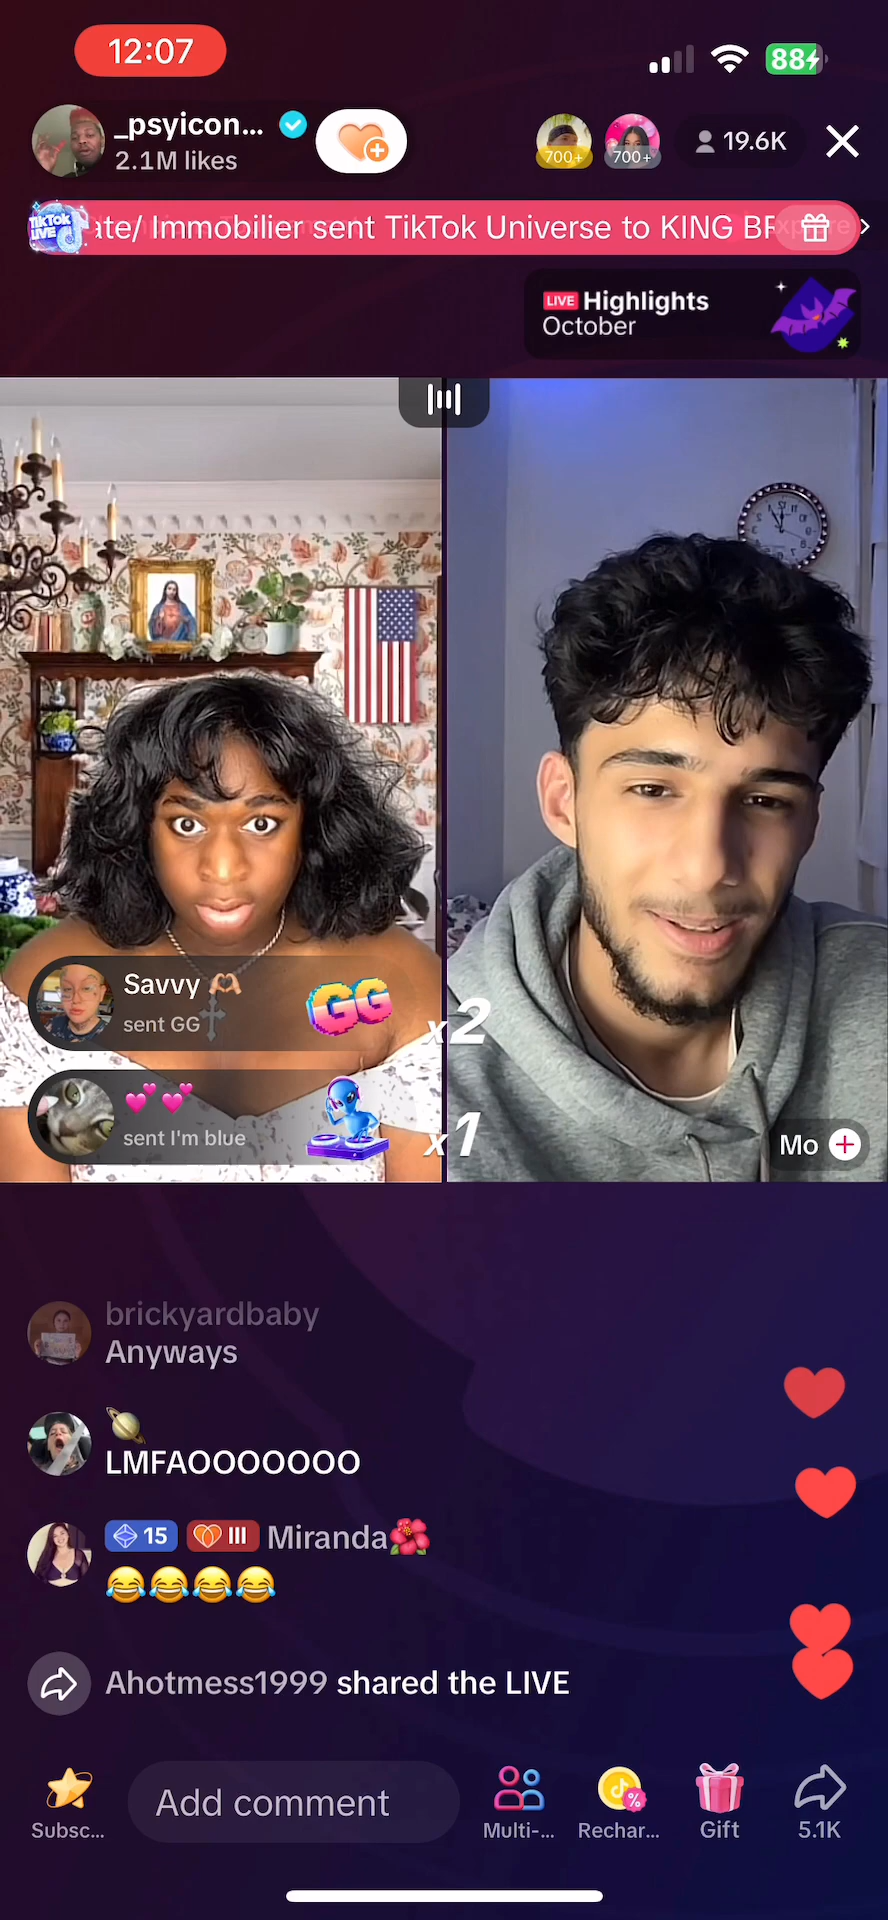 12:07
88
_psyicon...
2.1M likes
700+
700+
19.6K
TikTok
LIVE
ate/ Immobilier sent TikTok Universe to KING BR
LIVE Highlights
October
Savvy 🫶🏼
sent GG
GG
x2
💕💕
sent I'm blue
x1
Mo
brickyardbaby
Anyways
🪐
LMFAOOOOOOO
15 III Miranda🌺
😂😂😂😂
Ahotmess1999 shared the LIVE
Subsc...
Add comment
Multi-...
Rechar...
Gift
5.1K